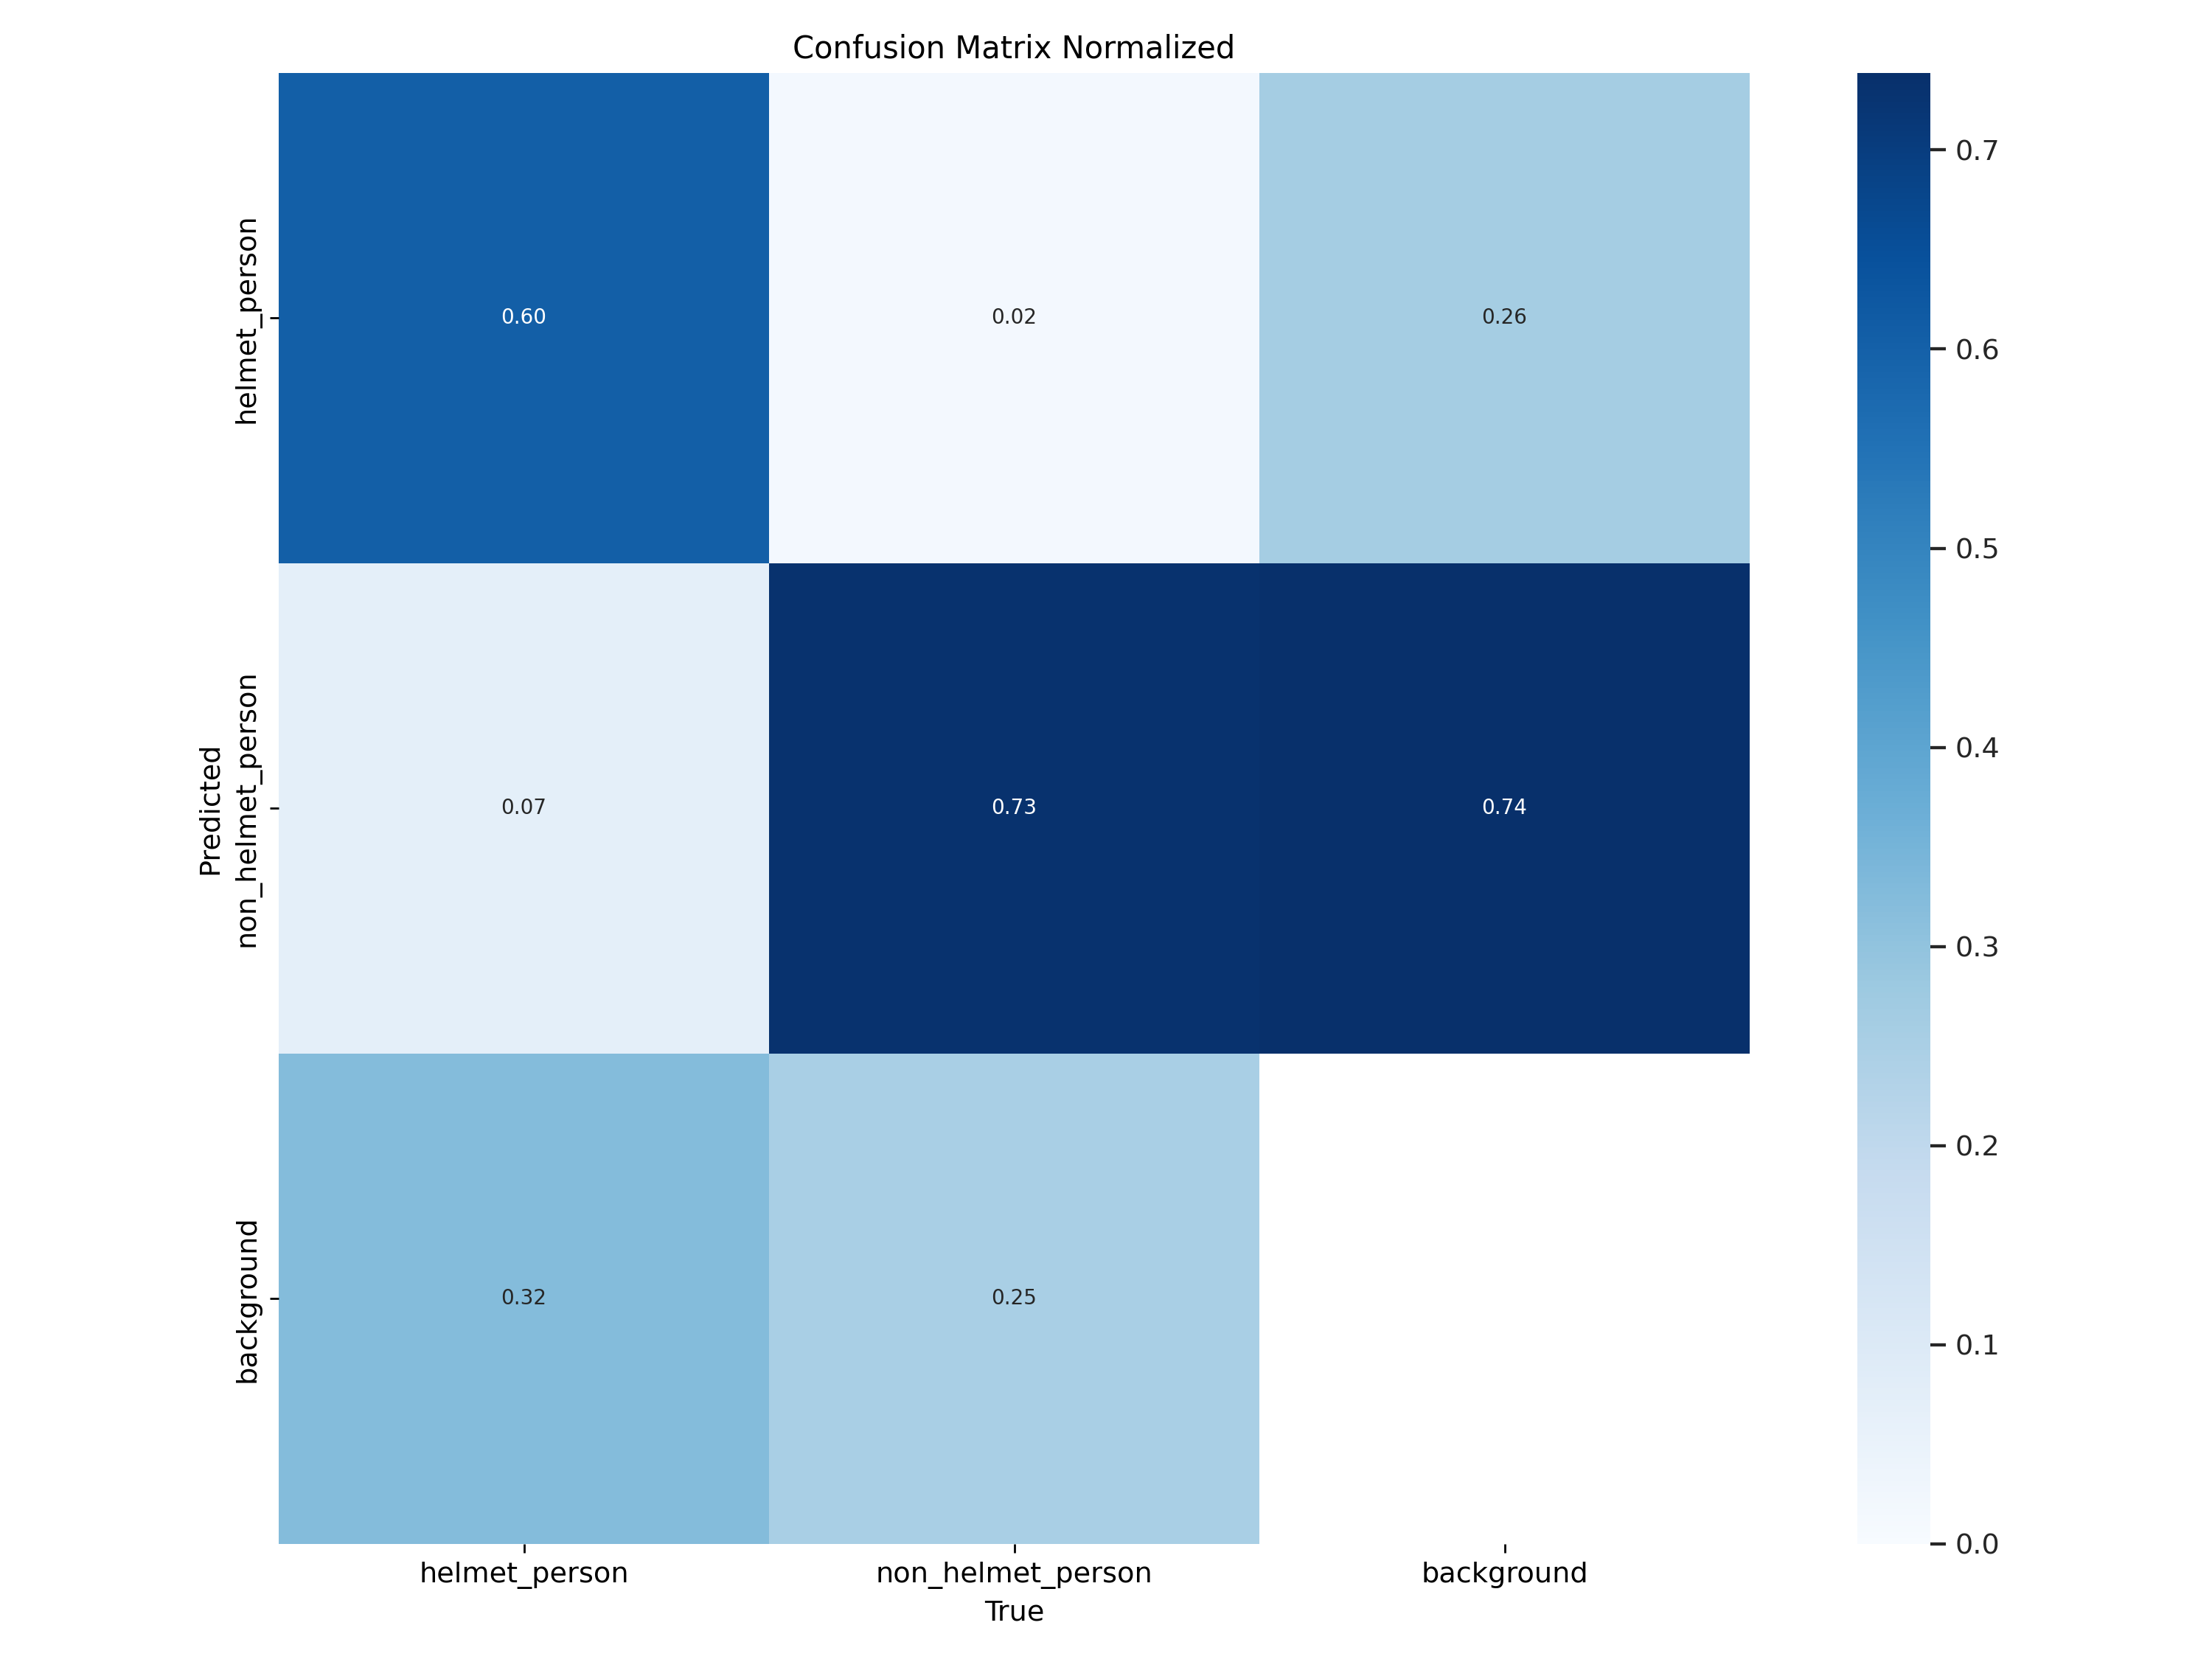 Confusion Matrix Normalized
Predicted
helmet_person
non_helmet_person
background
0.60 0.02 0.26
0.07 0.73 0.74
0.32 0.25
helmet_person non_helmet_person background
True
0.7
0.6
0.5
0.4
0.3
0.2
0.1
0.0